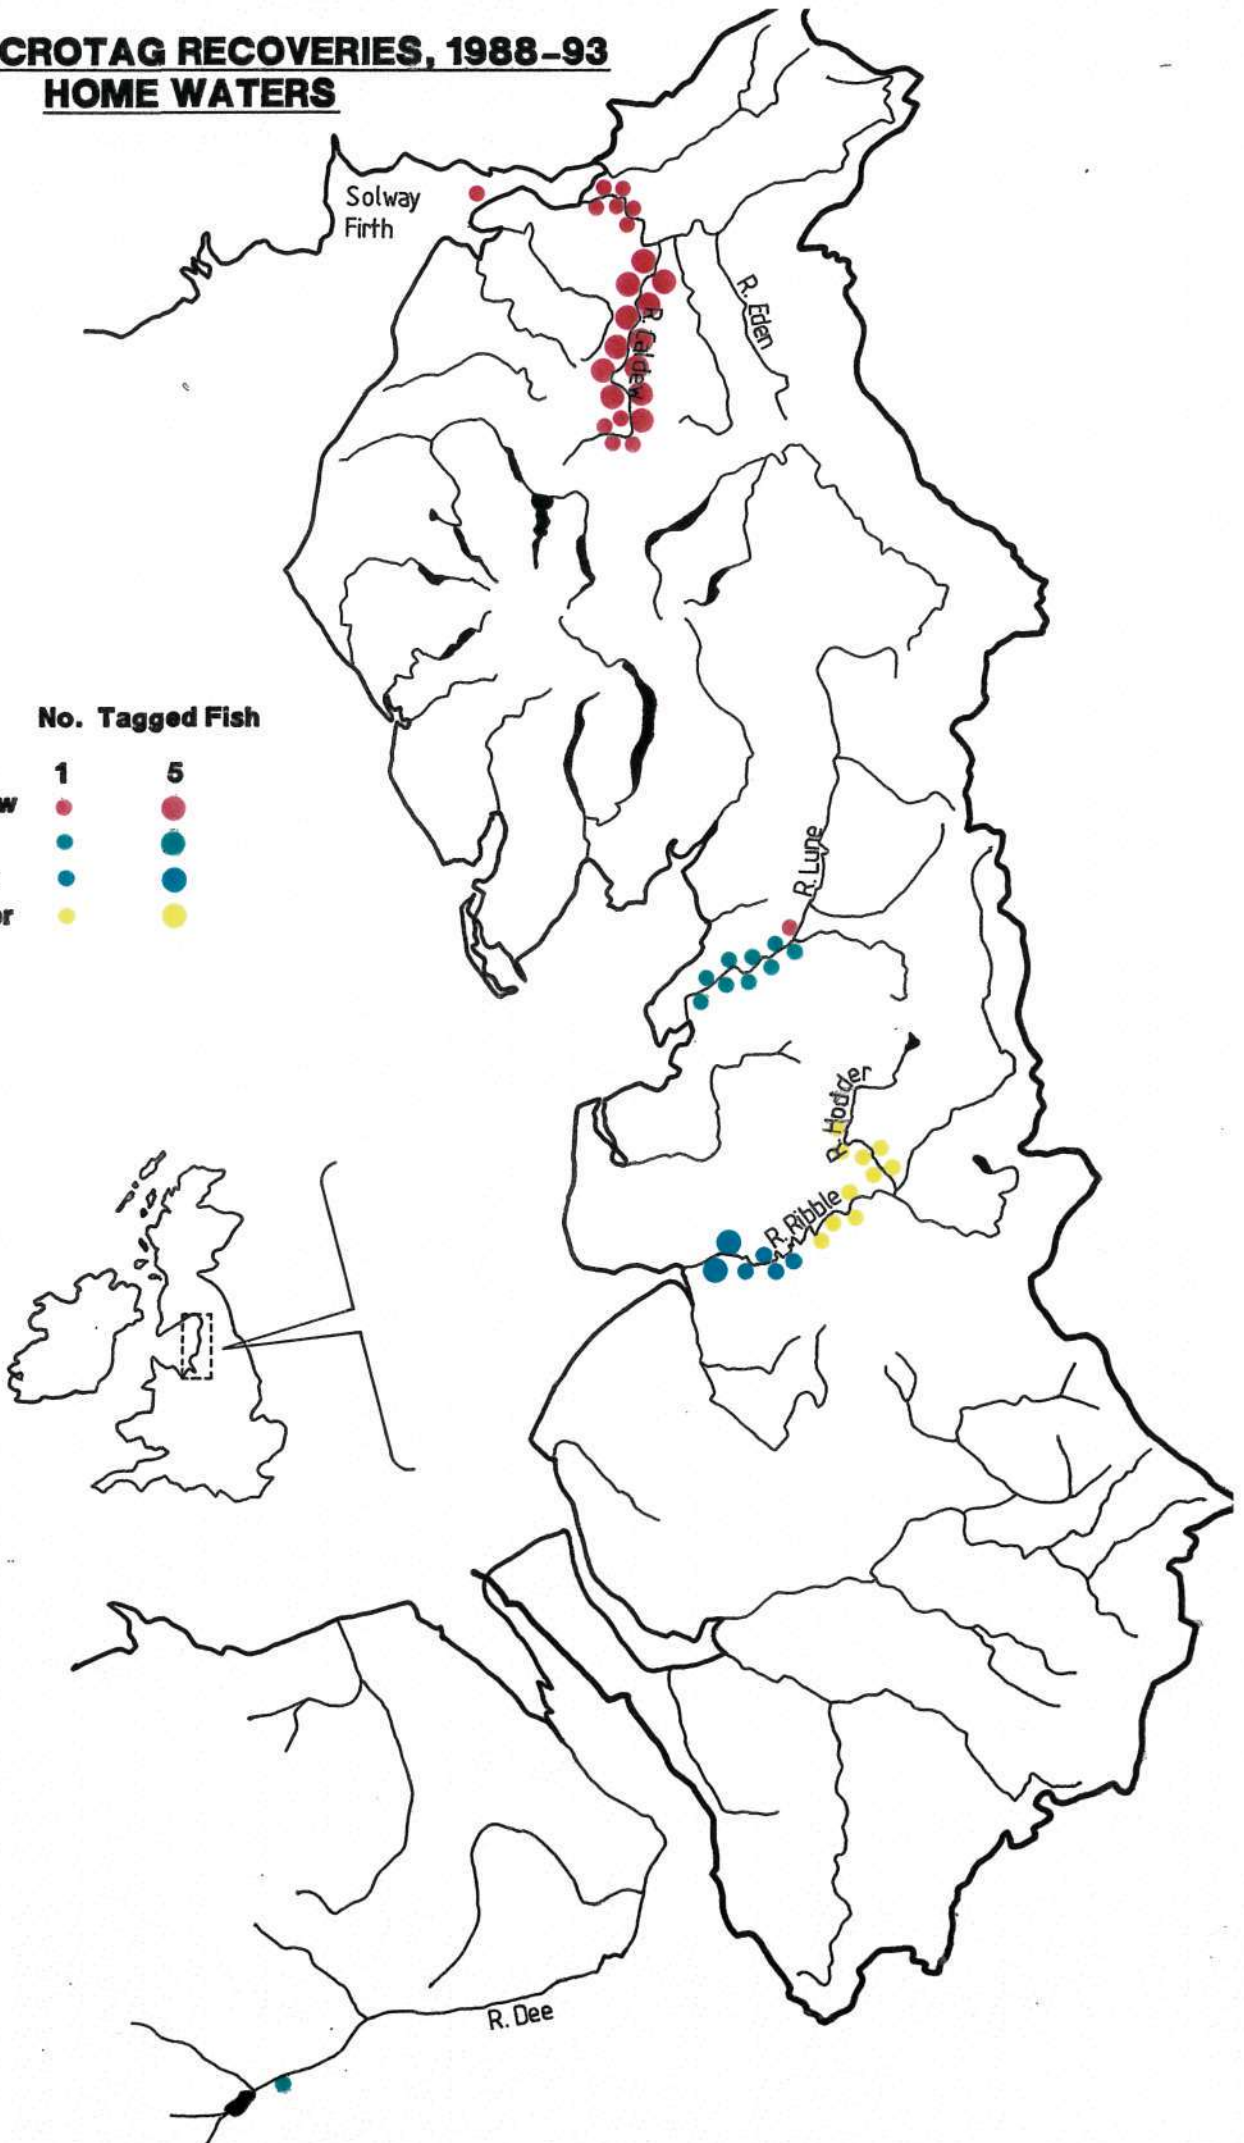 CROTAG RECOVERIES, 1988-93
HOME WATERS
Solway
Firth
R. Eden
R. Caldew
No. Tagged Fish
1 5
w
or
R. Lune
R. Hodder
R. Ribble
R. Dee